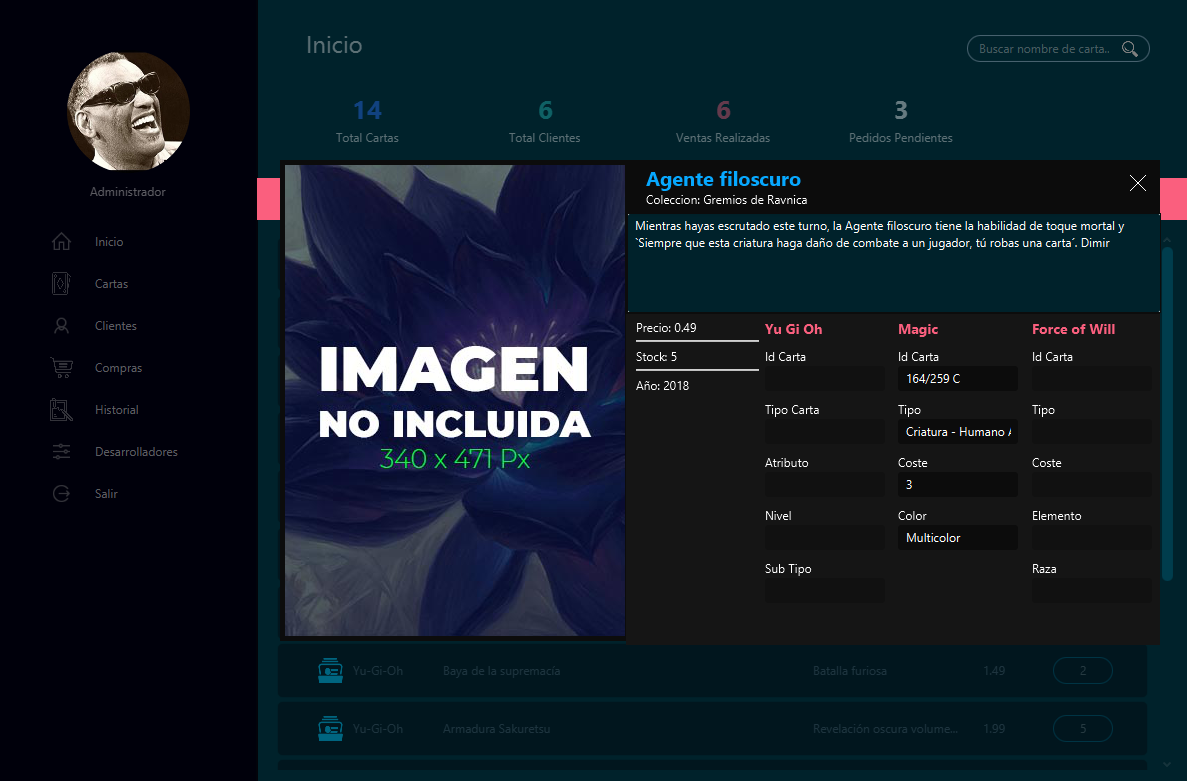 Administrador
Inicio
Cartas
Clientes
Compras
Historial
Desarrolladores
Salir
Inicio
Buscar nombre de carta..
14
Total Cartas
6
Total Clientes
6
Ventas Realizadas
3
Pedidos Pendientes
IMAGEN
NO INCLUIDA
340 x 471 Px
Agente filoscuro
Coleccion: Gremios de Ravnica
Mientras hayas escrutado este turno, la Agente filoscuro tiene la habilidad de toque mortal y
`Siempre que esta criatura haga daño de combate a un jugador, tú robas una carta´. Dimir
Precio: 0.49
Stock: 5
Año: 2018
Yu Gi Oh
Id Carta
Tipo Carta
Atributo
Nivel
Sub Tipo
Magic
Id Carta
164/259 C
Tipo
Criatura - Humano
Coste
3
Color
Multicolor
Force of Will
Id Carta
Tipo
Coste
Elemento
Raza
Yu-Gi-Oh Baya de la supremacía Batalla furiosa 1.49 2
Yu-Gi-Oh Armadura Sakuretsu Revelación oscura volume... 1.99 5